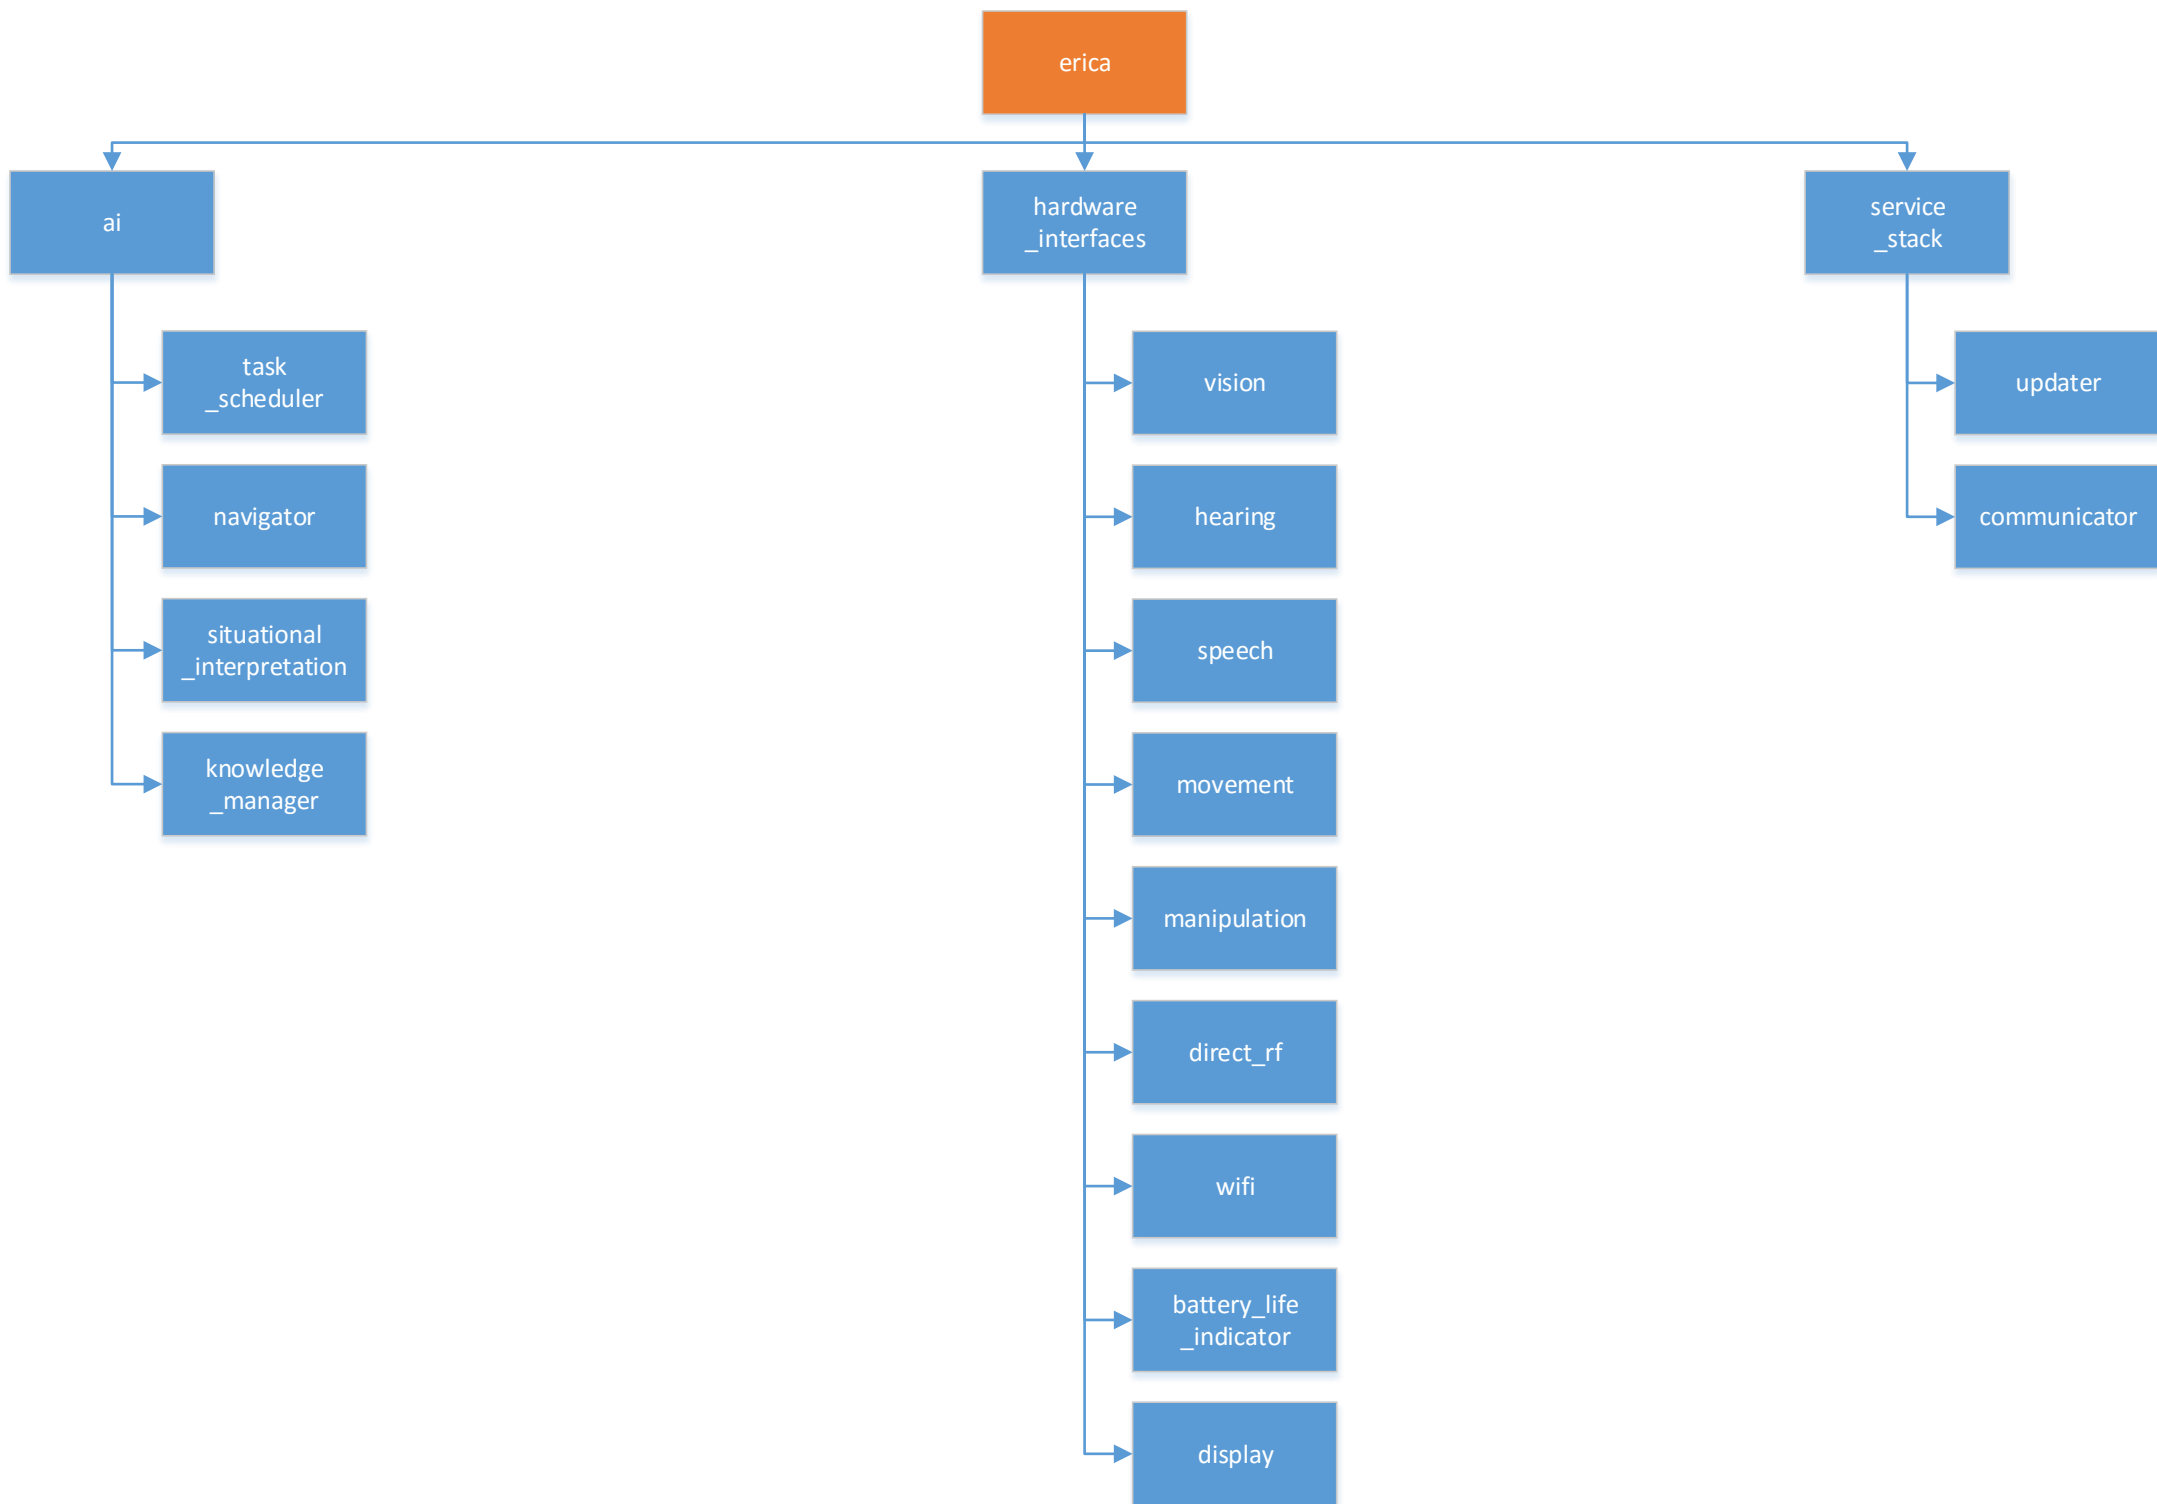 erica
ai
hardware
_interfaces
service
_stack
task
_scheduler
navigator
situational
_interpretation
knowledge
_manager
vision
hearing
speech
movement
manipulation
direct_rf
wifi
battery_life
_indicator
display
updater
communicator